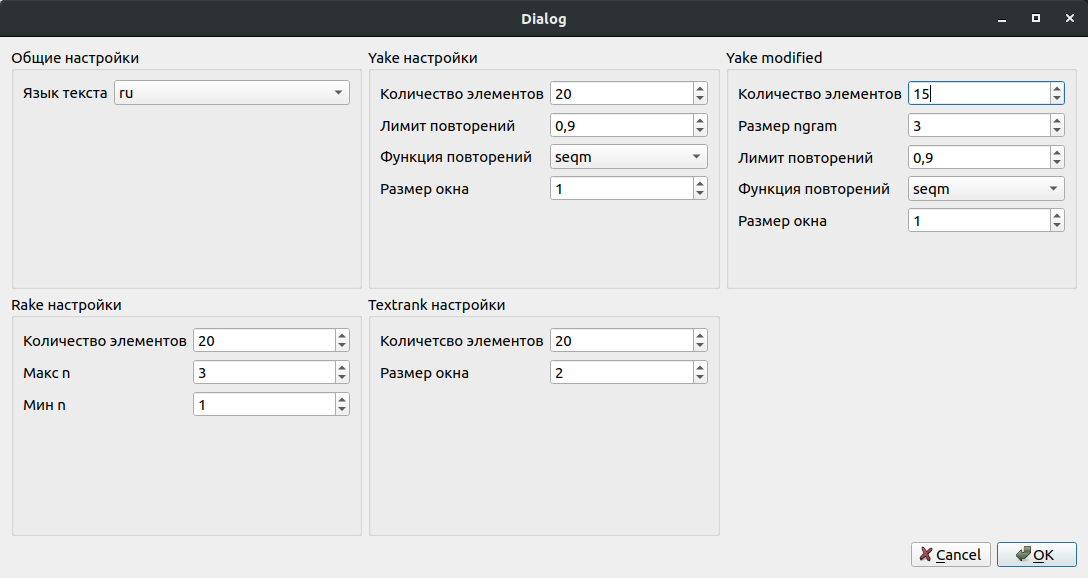 Dialog
Общие настройки
Язык текста ru
Yake настройки
Количество элементов 20
Лимит повторений 0,9
Функция повторений seqm
Размер окна 1
Yake modified
Количество элементов 15
Размер ngram 3
Лимит повторений 0,9
Функция повторений seqm
Размер окна 1
Rake настройки
Количество элементов 20
Макс n 3
Мин n 1
Textrank настройки
Количетсво элементов 20
Размер окна 2
Cancel
OK